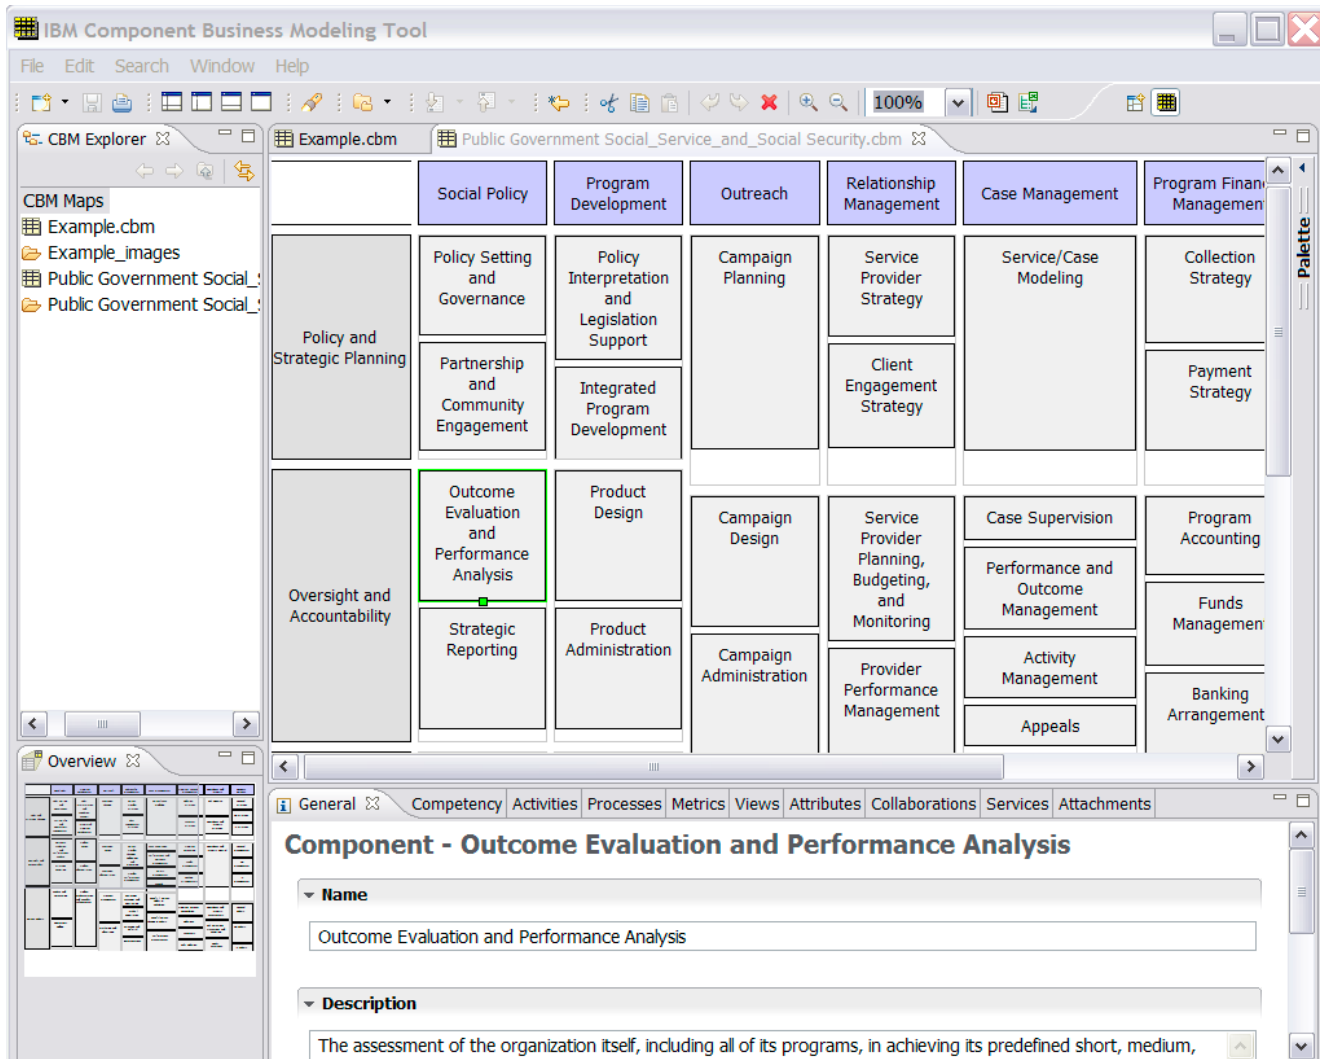 IBM Component Business Modeling Tool
File Edit Search Window Help
100%
CBM Explorer
CBM Maps
Example.cbm
Example_images
Public Government Social_
Public Government Social_
Example.cbm
Public Government Social_Service_and_Social Security.cbm
Social Policy
Program
Development
Outreach
Relationship
Management
Case Management
Program Finan
Management
Policy and
Strategic Planning
Policy Setting
and
Governance
Partnership
and
Community
Engagement
Policy
Interpretation
and
Legislation
Support
Integrated
Program
Development
Campaign
Planning
Service
Provider
Strategy
Client
Engagement
Strategy
Service/Case
Modeling
Collection
Strategy
Payment
Strategy
Oversight and
Accountability
Outcome
Evaluation
and
Performance
Analysis
Strategic
Reporting
Product
Design
Product
Administration
Campaign
Design
Campaign
Administration
Service
Provider
Planning,
Budgeting,
and
Monitoring
Provider
Performance
Management
Case Supervision
Performance and
Outcome
Management
Activity
Management
Appeals
Program
Accounting
Funds
Management
Banking
Arrangement
Palette
Overview
General Competency Activities Processes Metrics Views Attributes Collaborations Services Attachments
Component - Outcome Evaluation and Performance Analysis
Name
Outcome Evaluation and Performance Analysis
Description
The assessment of the organization itself, including all of its programs, in achieving its predefined short, medium,